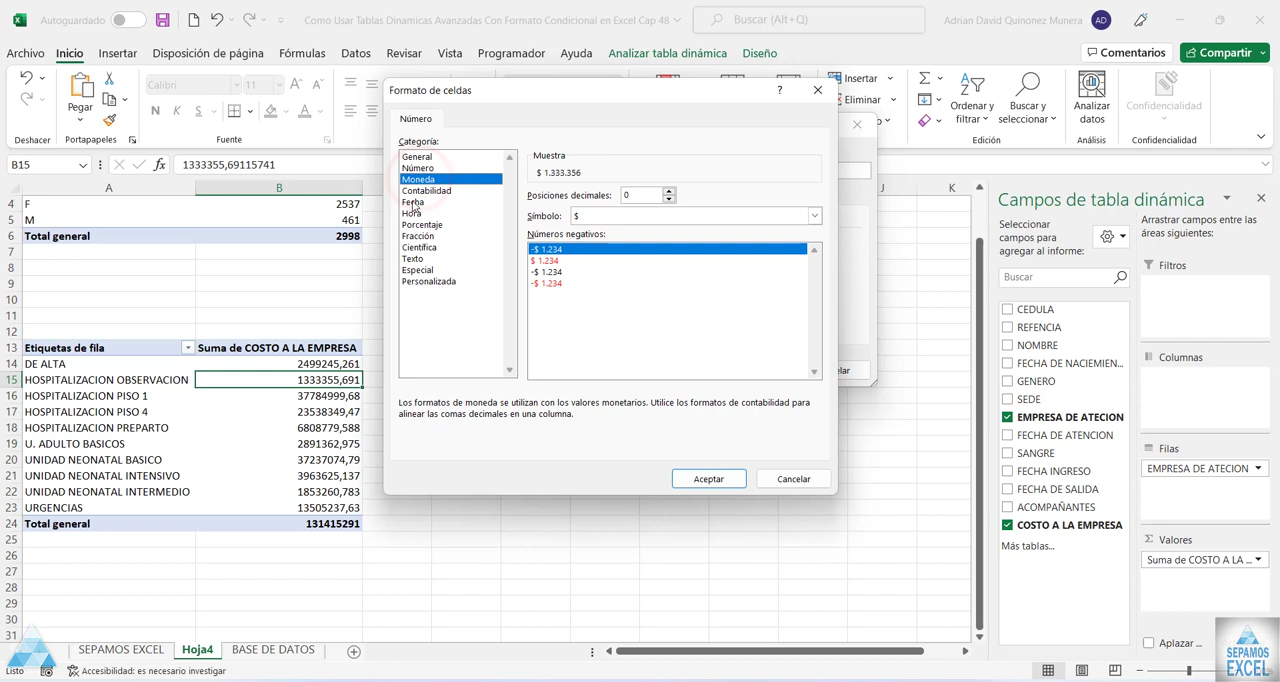 Autoguardado
Como Usar Tablas Dinamicas Avanzadas Con Formato Condicional en Excel Cap 48
Buscar (Alt+Q)
Adrian David Quinonez Munera
AD
Archivo
Inicio
Insertar
Disposición de página
Fórmulas
Datos
Revisar
Vista
Programador
Ayuda
Analizar tabla dinámica
Diseño
Comentarios
Compartir
Deshacer
Pegar
Portapapeles
Calibri
11
N K S
Fuente
Insertar
Eliminar
Ordenar y filtrar
Buscar y seleccionar
Edición
Analizar datos
Análisis
Confidencialidad
Confidencialidad
B15
1333355,69115741
A
B
J
K
4 F 2537
5 M 461
6 Total general 2998
7
8
9
10
11
12
13 Etiquetas de fila Suma de COSTO A LA EMPRESA
14 DE ALTA 2499245,261
15 HOSPITALIZACION OBSERVACION 1333355,691
16 HOSPITALIZACION PISO 1 37784999,68
17 HOSPITALIZACION PISO 4 23538349,47
18 HOSPITALIZACION PREPARTO 6808779,588
19 U. ADULTO BASICOS 2891362,975
20 UNIDAD NEONATAL BASICO 37237074,79
21 UNIDAD NEONATAL INTENSIVO 3963625,137
22 UNIDAD NEONATAL INTERMEDIO 1853260,783
23 URGENCIAS 13505237,63
24 Total general 131415291
25
26
27
28
29
30
31
Formato de celdas
?
Número
Categoría:
General
Número
Moneda
Contabilidad
Fecha
Hora
Porcentaje
Fracción
Científica
Texto
Especial
Personalizada
Muestra
$ 1.333.356
Posiciones decimales: 0
Símbolo: $
Números negativos:
-$ 1.234
$ 1.234
-$ 1.234
-$ 1.234
Los formatos de moneda se utilizan con los valores monetarios. Utilice los formatos de contabilidad para
alinear las comas decimales en una columna.
Aceptar
Cancelar
elar
Campos de tabla dinámica
Seleccionar
campos para
agregar al informe:
Buscar
CEDULA
REFENCIA
NOMBRE
FECHA DE NACIEMIEN...
GENERO
SEDE
EMPRESA DE ATECION
FECHA DE ATENCION
SANGRE
FECHA INGRESO
FECHA DE SALIDA
ACOMPAÑANTES
COSTO A LA EMPRESA
Más tablas...
Arrastrar campos entre las
áreas siguientes:
Filtros
Columnas
Filas
EMPRESA DE ATECION
Valores
Suma de COSTO A LA ...
Aplazar ...
SEPAMOS EXCEL
Hoja4
BASE DE DATOS
Listo
Accesibilidad: es necesario investigar
SEPAMOS
EXCEL